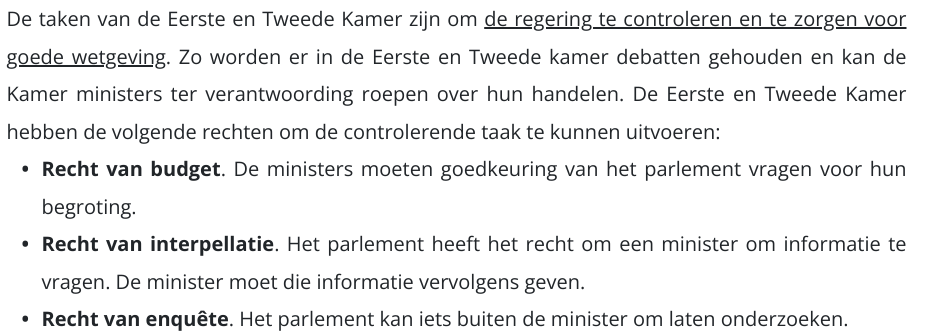 De taken van de Eerste en Tweede Kamer zijn om de regering te controleren en te zorgen voor
goede wetgeving. Zo worden er in de Eerste en Tweede kamer debatten gehouden en kan de
Kamer ministers ter verantwoording roepen over hun handelen. De Eerste en Tweede Kamer
hebben de volgende rechten om de controlerende taak te kunnen uitvoeren:
• Recht van budget. De ministers moeten goedkeuring van het parlement vragen voor hun
begroting.
• Recht van interpellatie. Het parlement heeft het recht om een minister om informatie te
vragen. De minister moet die informatie vervolgens geven.
• Recht van enquête. Het parlement kan iets buiten de minister om laten onderzoeken.